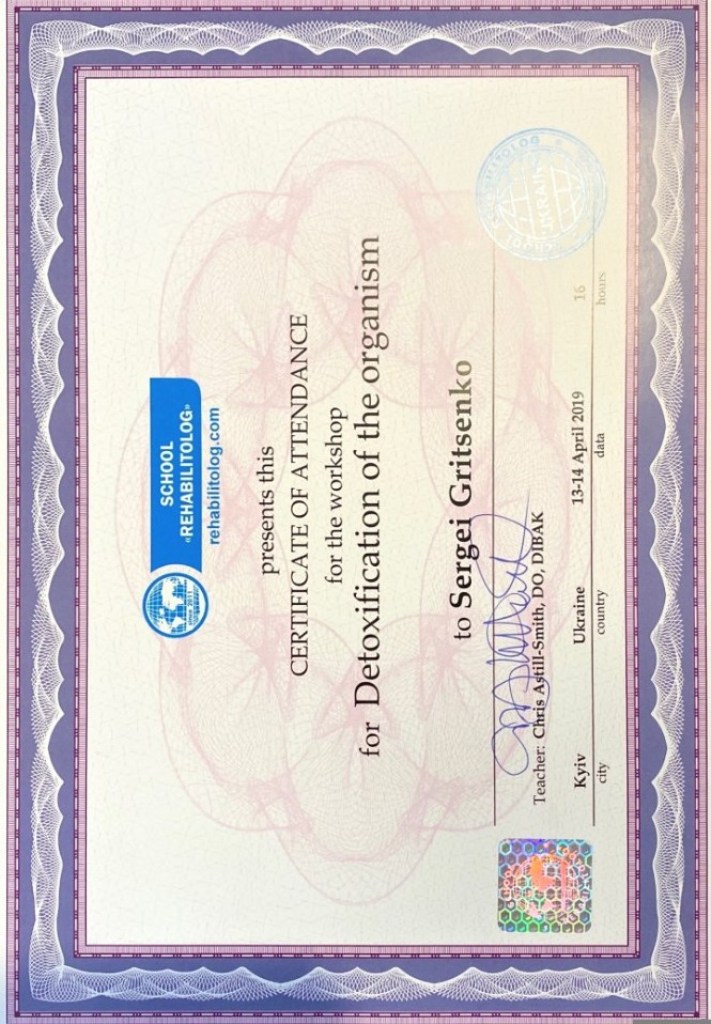 since 2011
SCHOOL
«REHABILITOLOG»
rehabilitolog.com
presents this
CERTIFICATE OF ATTENDANCE
for the workshop
for Detoxification of the organism
to Sergei Gritsenko
Teacher: Chris Astill-Smith, DO, DIBAK
Kyiv Ukraine 13-14 April 2019 16
city country data hours
SCHOOL REHABILITOLOG
UKRAINE